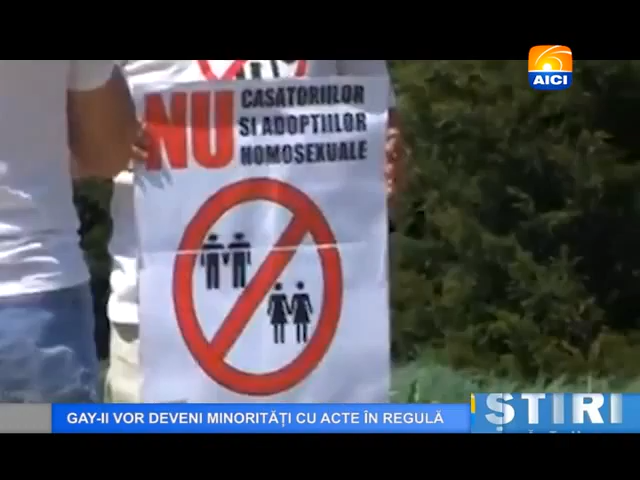 AICI
NU CASATORIILOR
SI ADOPTIILOR
HOMOSEXUALE
GAY-II VOR DEVENI MINORITĂȚI CU ACTE ÎN REGULĂ
ȘTIRI